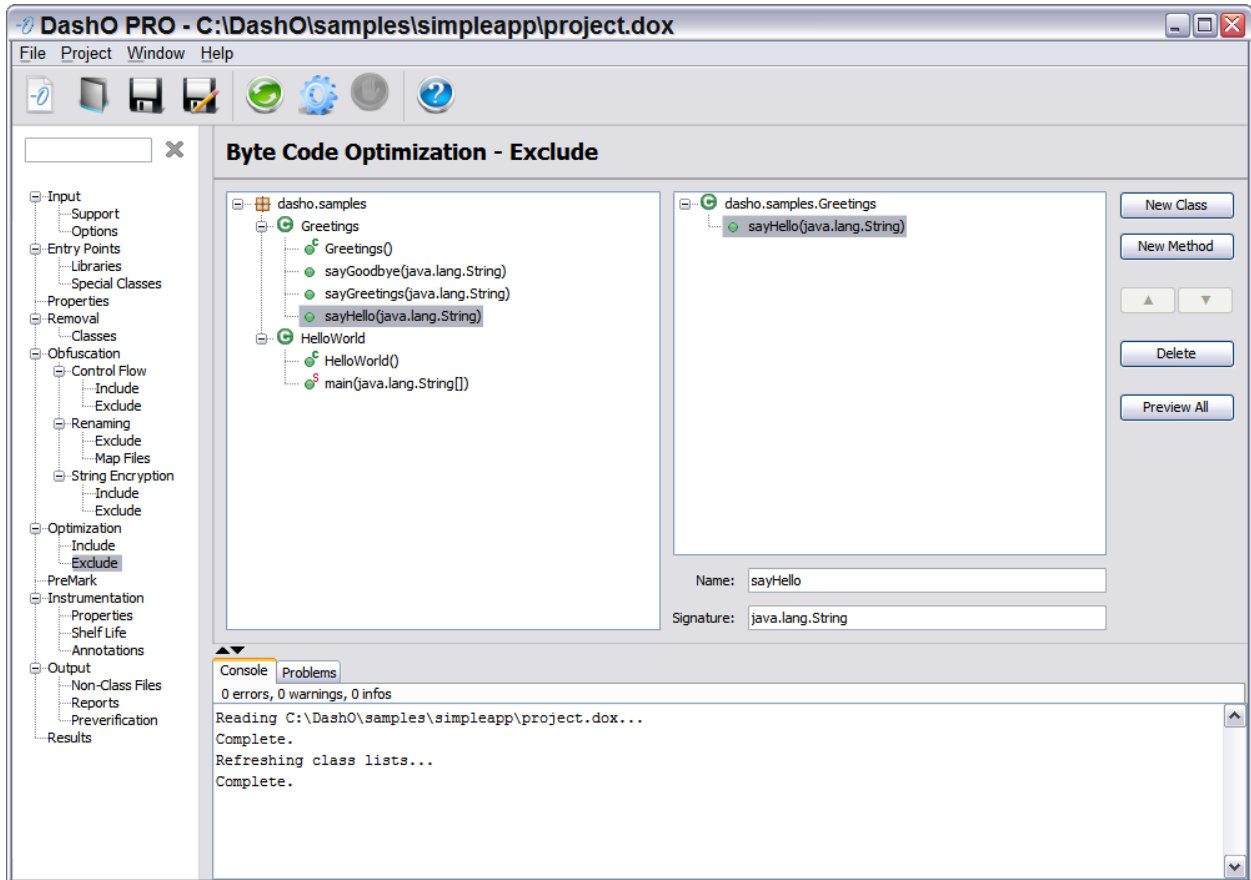 DashO PRO - C:\DashO\samples\simpleapp\project.dox
File Project Window Help
Byte Code Optimization - Exclude
Input
Support
Options
Entry Points
Libraries
Special Classes
Properties
Removal
Classes
Obfuscation
Control Flow
Include
Exclude
Renaming
Exclude
Map Files
String Encryption
Include
Exclude
Optimization
Include
Exclude
PreMark
Instrumentation
Properties
Shelf Life
Annotations
Output
Non-Class Files
Reports
Preverification
Results
dasho.samples
Greetings
Greetings()
sayGoodbye(java.lang.String)
sayGreetings(java.lang.String)
sayHello(java.lang.String)
HelloWorld
HelloWorld()
main(java.lang.String[])
dasho.samples.Greetings
sayHello(java.lang.String)
New Class
New Method
Delete
Preview All
Name: sayHello
Signature: java.lang.String
Console Problems
0 errors, 0 warnings, 0 infos
Reading C:\DashO\samples\simpleapp\project.dox...
Complete.
Refreshing class lists...
Complete.